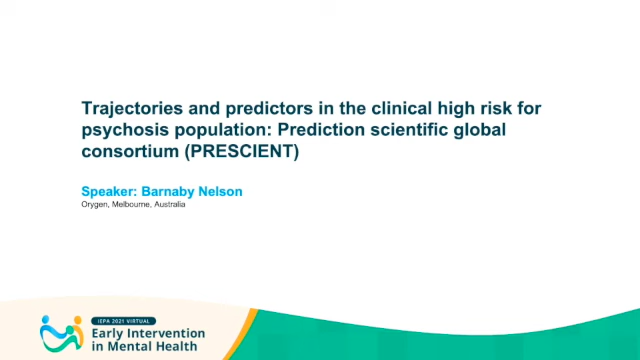 Trajectories and predictors in the clinical high risk for
psychosis population: Prediction scientific global
consortium (PRESCIENT)
Speaker: Barnaby Nelson
Orygen, Melbourne, Australia
IEPA 2021 VIRTUAL
Early Intervention
in Mental Health